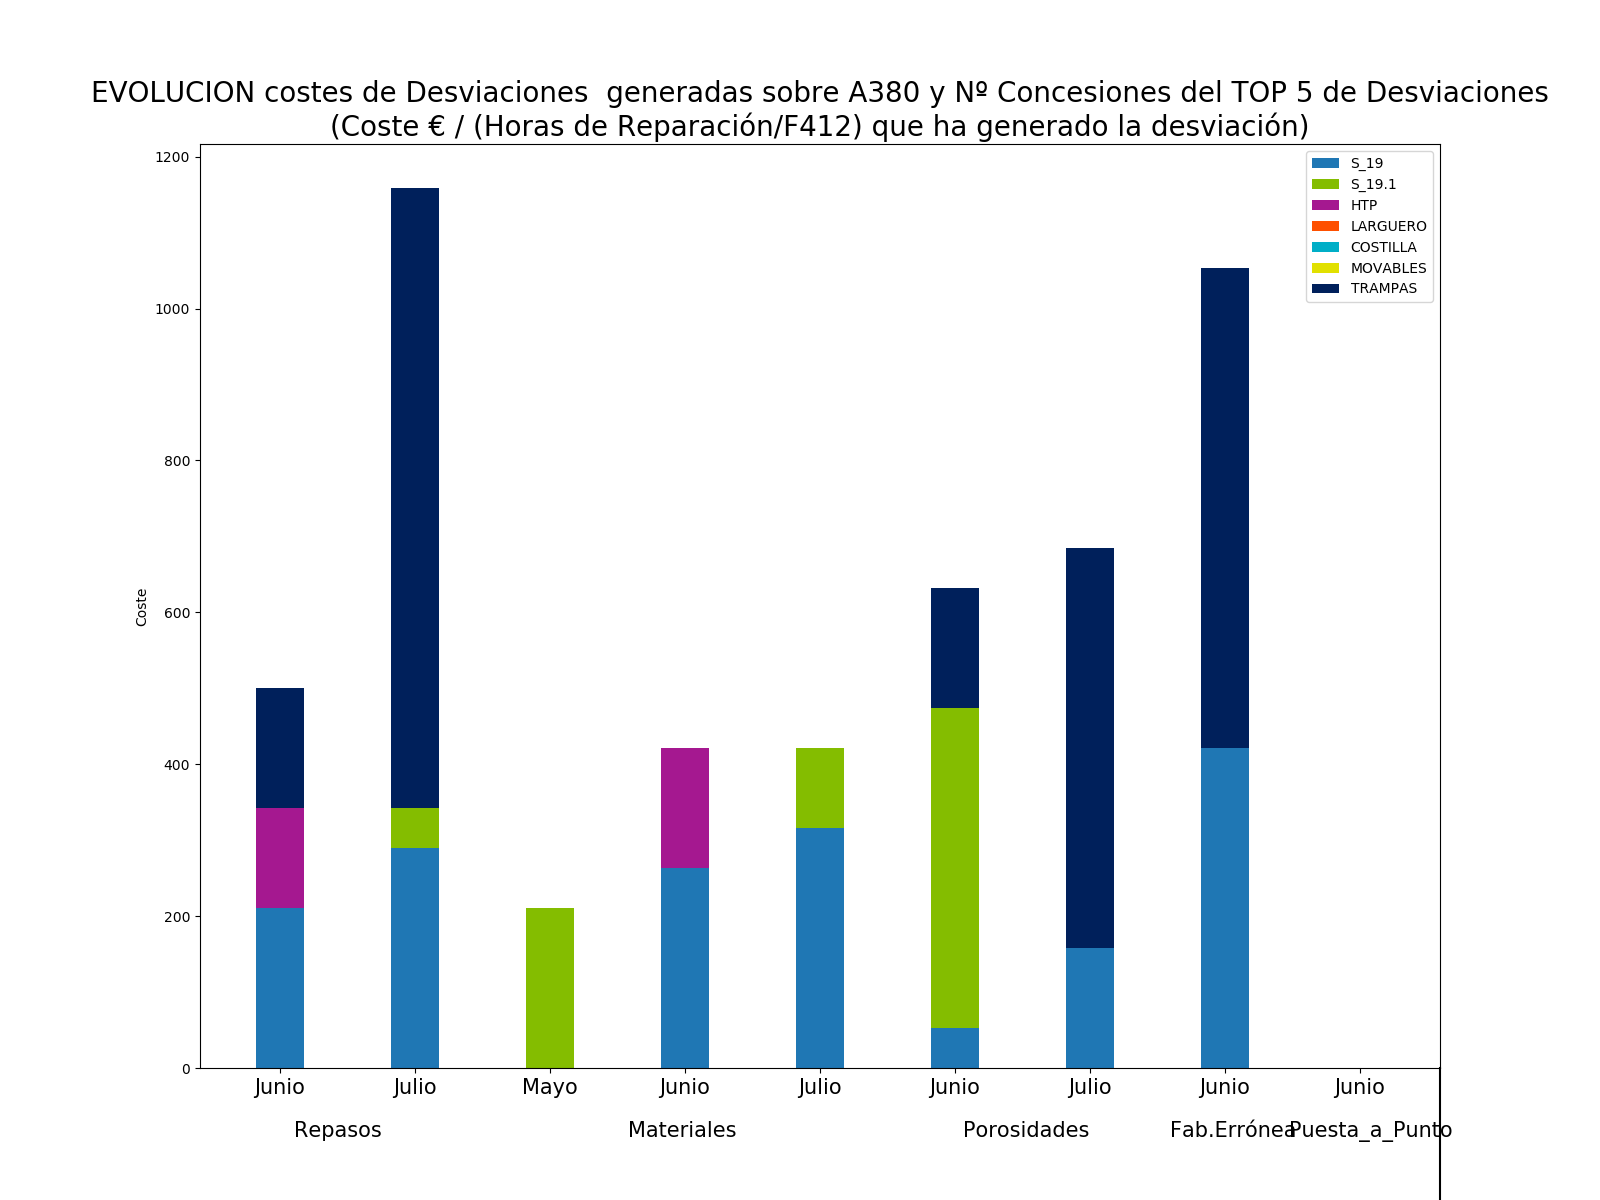 EVOLUCION costes de Desviaciones  generadas sobre A380 y Nº Concesiones del TOP 5 de Desviaciones
(Coste € / (Horas de Reparación/F412) que ha generado la desviación)
S_19
S_19.1
HTP
LARGUERO
COSTILLA
MOVABLES
TRAMPAS
1200
1000
800
600
400
200
0
Coste
Junio Julio Mayo Junio Julio Junio Julio Junio Junio
Repasos Materiales Porosidades Fab.Errónea Puesta_a_Punto